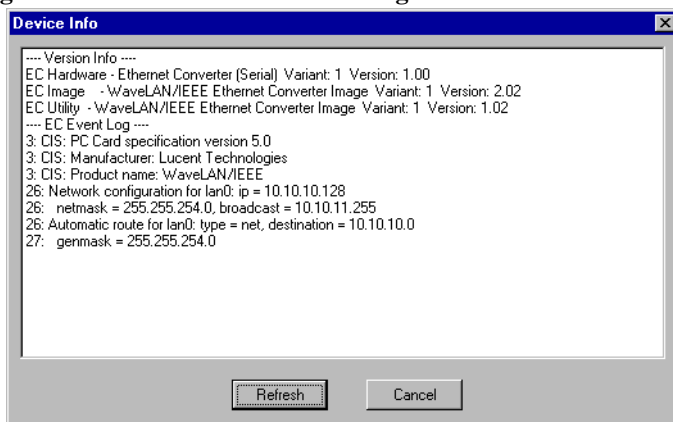 Device Info
---- Version Info ----
EC Hardware - Ethernet Converter (Serial)  Variant: 1  Version: 1.00
EC Image   - WaveLAN/IEEE Ethernet Converter Image  Variant: 1  Version: 2.02
EC Utility  - WaveLAN/IEEE Ethernet Converter Image  Variant: 1  Version: 1.02
---- EC Event Log ----
3: CIS: PC Card specification version 5.0
3: CIS: Manufacturer: Lucent Technologies
3: CIS: Product name: WaveLAN/IEEE
26: Network configuration for lan0: ip = 10.10.10.128
26:   netmask = 255.255.254.0, broadcast = 10.10.11.255
26: Automatic route for lan0: type = net, destination = 10.10.10.0
27:   genmask = 255.255.254.0
Refresh
Cancel